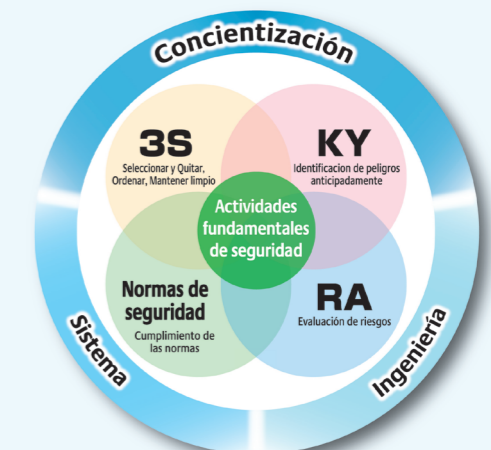 Concientización
3S
Seleccionar y Quitar,
Ordenar, Mantener limpio
KY
Identificacion de peligros
anticipadamente
Actividades
fundamentales
de seguridad
Normas de
seguridad
Cumplimiento de
las normas
RA
Evaluación de riesgos
Sistema
Ingeniería